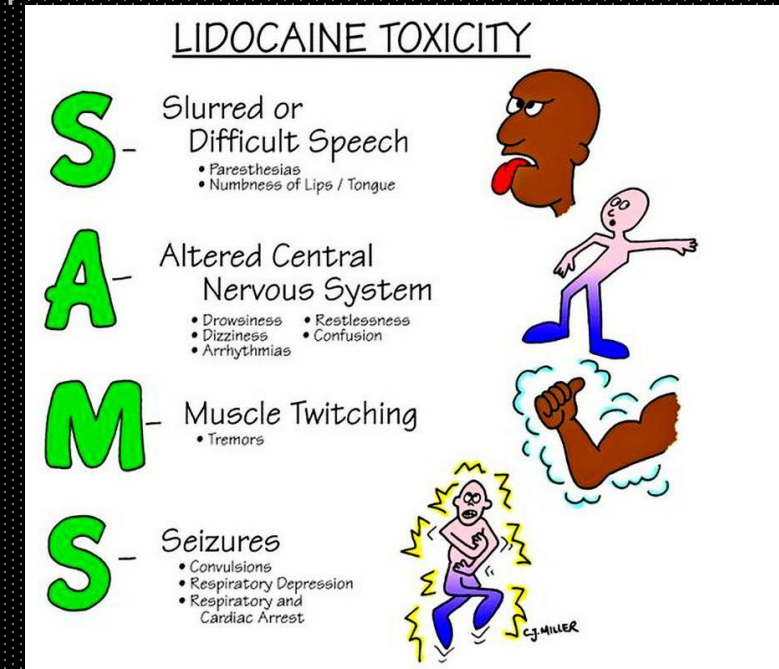 LIDOCAINE TOXICITY
S- Slurred or
Difficult Speech
• Paresthesias
• Numbness of Lips / Tongue
A- Altered Central
Nervous System
• Drowsiness • Restlessness
• Dizziness • Confusion
• Arrhythmias
M- Muscle Twitching
• Tremors
S- Seizures
• Convulsions
• Respiratory Depression
• Respiratory and
Cardiac Arrest
C.J. MILLER